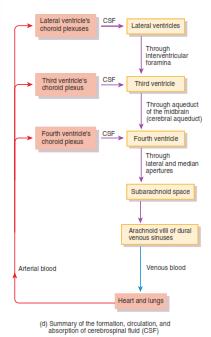 Lateral ventricle's
choroid plexuses
CSF
Lateral ventricles
Through
interventricular
foramina
Third ventricle's
choroid plexus
CSF
Third ventricle
Through aqueduct
of the midbrain
(cerebral aqueduct)
Fourth ventricle's
choroid plexus
CSF
Fourth ventricle
Through
lateral and median
apertures
Subarachnoid space
Arachnoid villi of dural
venous sinuses
Arterial blood
Venous blood
Heart and lungs
(d) Summary of the formation, circulation, and
absorption of cerebrospinal fluid (CSF)